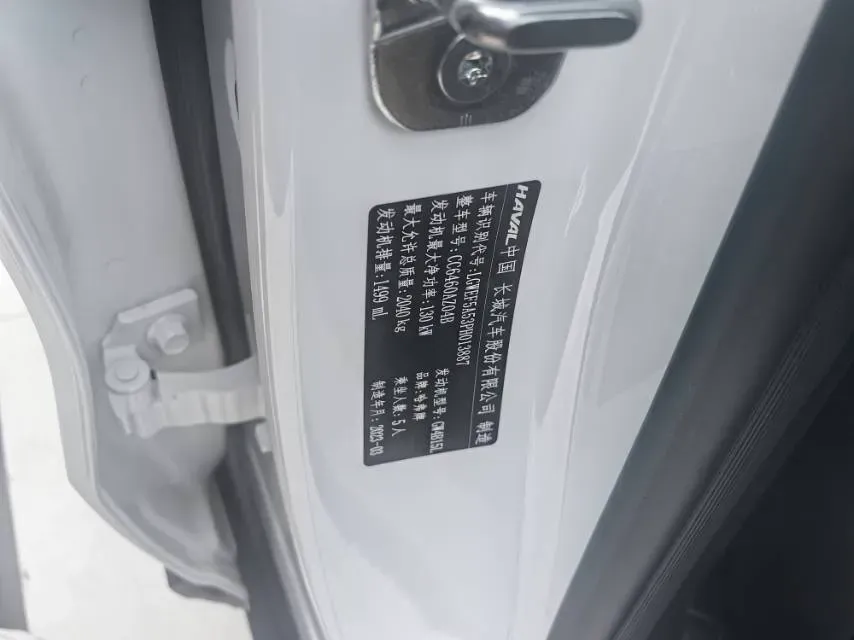 HAVAL 中国 长城汽车股份有限公司 制造
车辆识别代号:LGWEF5A53PH013887
整车型号:CC6460XZ04B 发动机型号:GW4B15L
发动机最大净功率:130 kW 品牌:哈弗牌
最大允许总质量:2040 kg 乘坐人数:5人
发动机排量:1499 mL 制造年月:2023-03